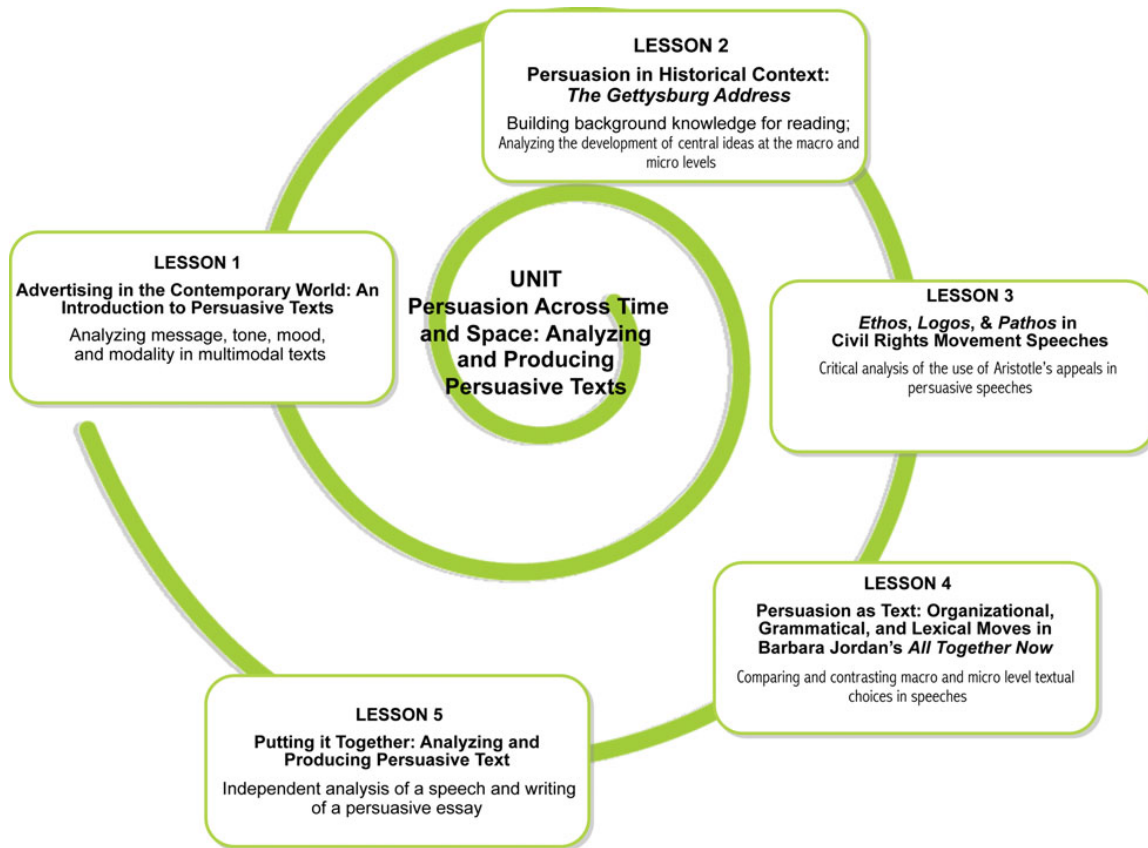 UNIT
Persuasion Across Time
and Space: Analyzing
and Producing
Persuasive Texts
LESSON 1
Advertising in the Contemporary World: An
Introduction to Persuasive Texts
Analyzing message, tone, mood,
and modality in multimodal texts
LESSON 2
Persuasion in Historical Context:
The Gettysburg Address
Building background knowledge for reading;
Analyzing the development of central ideas at the macro and
micro levels
LESSON 3
Ethos, Logos, & Pathos in
Civil Rights Movement Speeches
Critical analysis of the use of Aristotle's appeals in
persuasive speeches
LESSON 4
Persuasion as Text: Organizational,
Grammatical, and Lexical Moves in
Barbara Jordan's All Together Now
Comparing and contrasting macro and micro level textual
choices in speeches
LESSON 5
Putting it Together: Analyzing and
Producing Persuasive Text
Independent analysis of a speech and writing
of a persuasive essay